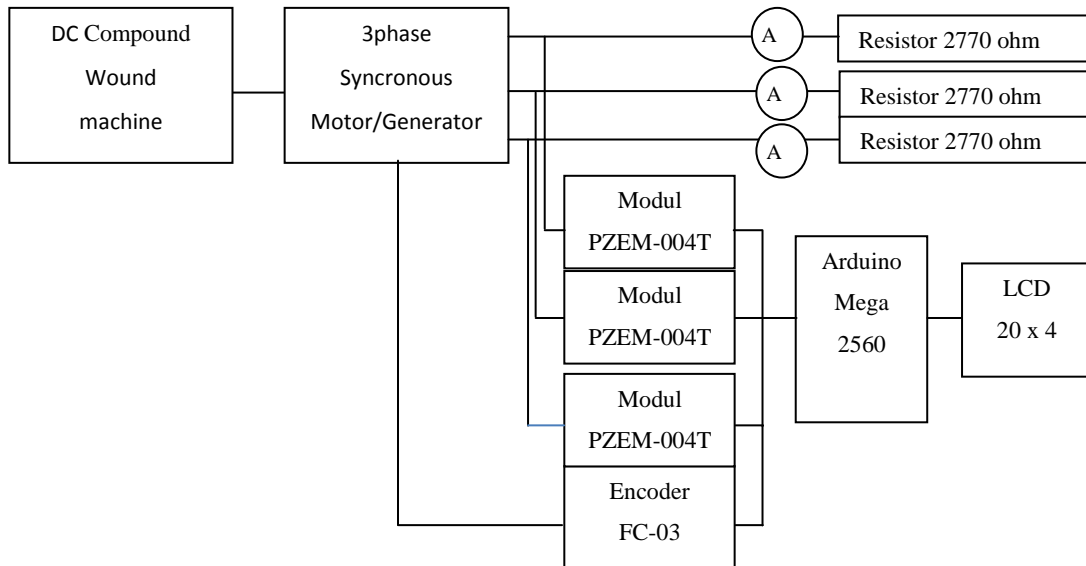 DC Compound
Wound
machine
3phase
Syncronous
Motor/Generator
A
Resistor 2770 ohm
A
Resistor 2770 ohm
A
Resistor 2770 ohm
Modul
PZEM-004T
Modul
PZEM-004T
Modul
PZEM-004T
Encoder
FC-03
Arduino
Mega
2560
LCD
20 x 4